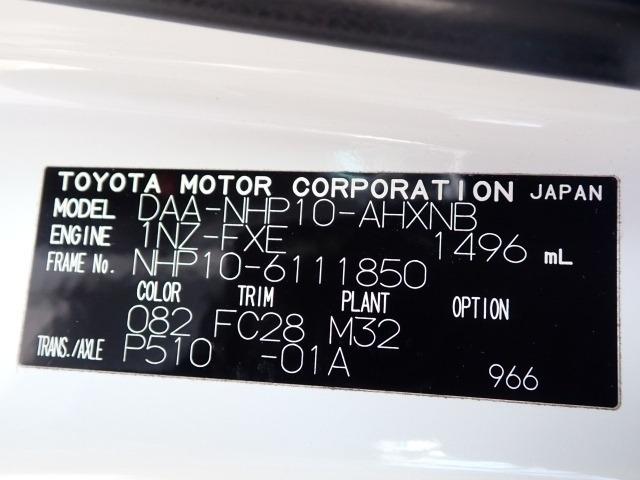 TOYOTA MOTOR CORPORATION JAPAN
MODEL DAA-NHP10-AHXNB
ENGINE 1NZ-FXE 1496 mL
FRAME No. NHP10-6111850
COLOR TRIM PLANT OPTION
082 FC28 M32
TRANS./AXLE P510 -01A
966